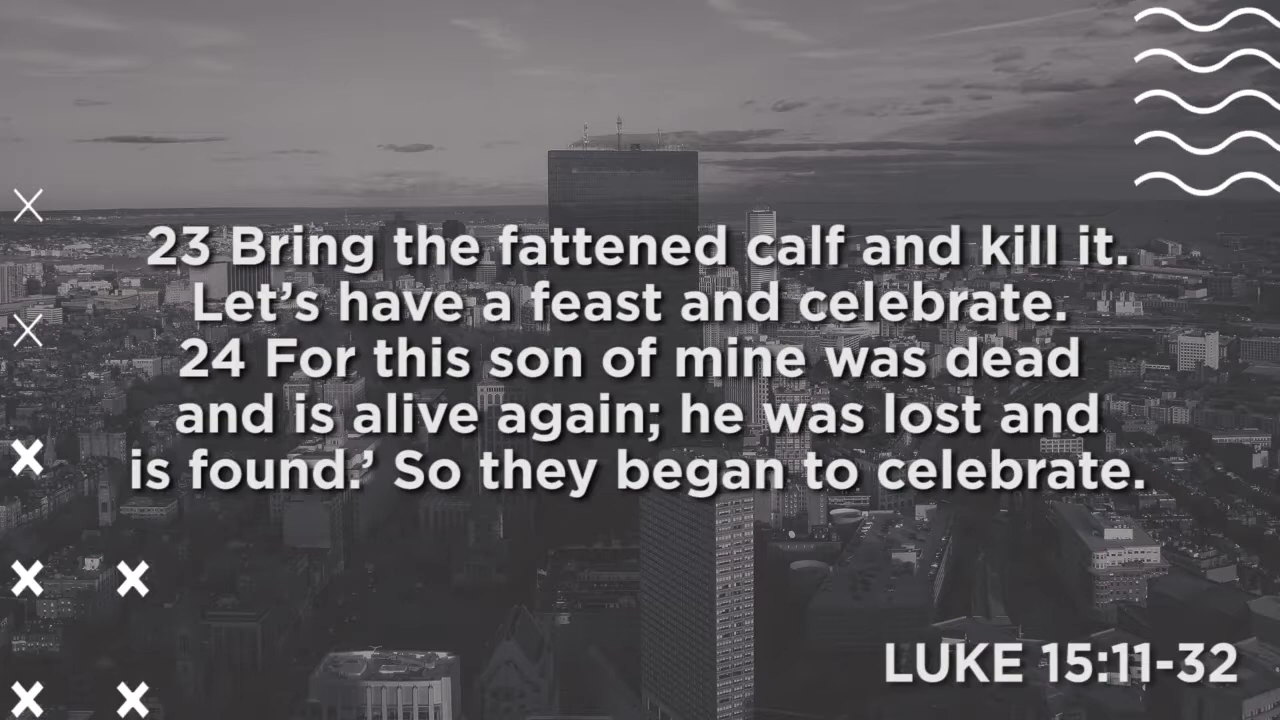 23 Bring the fattened calf and kill it.
Let’s have a feast and celebrate.
24 For this son of mine was dead
and is alive again; he was lost and
is found.’ So they began to celebrate.
LUKE 15:11-32